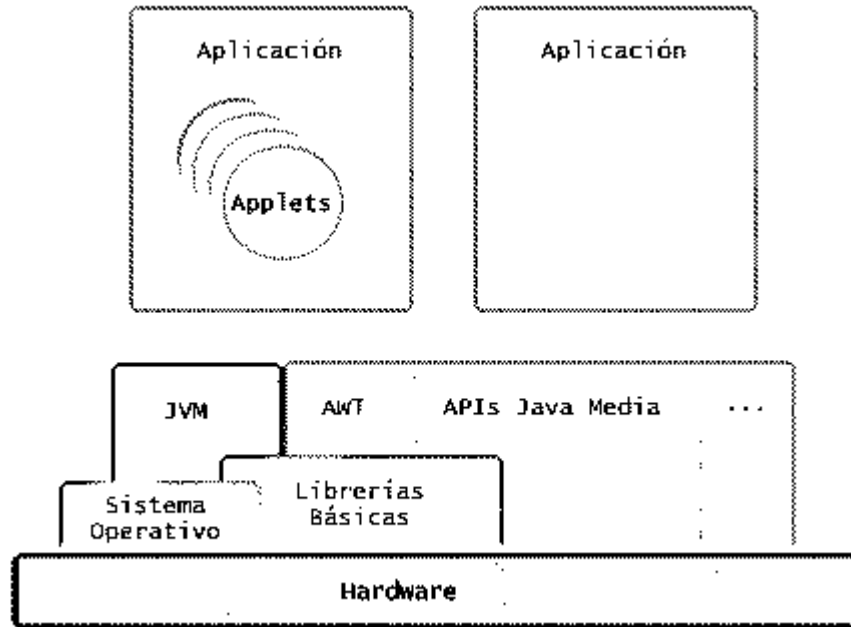 Aplicación
Aplicación
Applets
JVM
AWT
APIs Java Media
...
Librerías
Básicas
Sistema
Operativo
Hardware